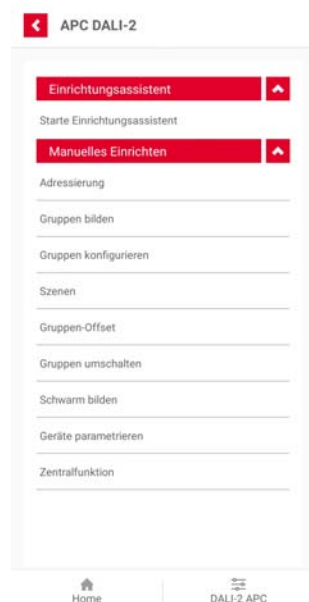 APC DALI-2
Einrichtungsassistent
Starte Einrichtungsassistent
Manuelles Einrichten
Adressierung
Gruppen bilden
Gruppen konfigurieren
Szenen
Gruppen-Offset
Gruppen umschalten
Schwarm bilden
Geräte parametrieren
Zentralfunktion
Home
DALI-2 APC